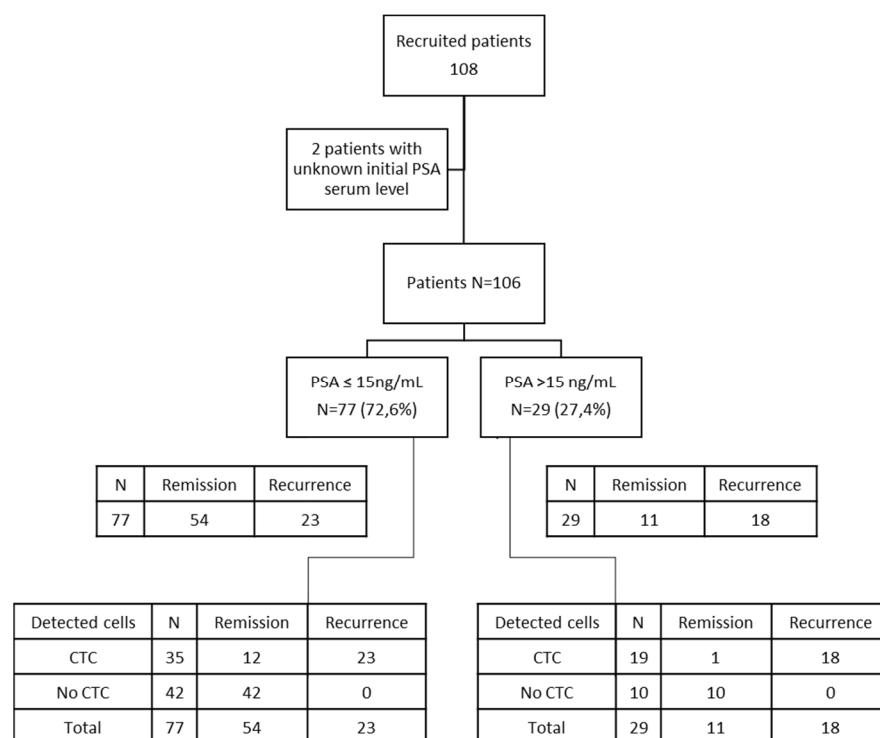 Recruited patients
108
2 patients with
unknown initial PSA
serum level
Patients N=106
PSA ≤ 15ng/mL
N=77 (72,6%)
PSA >15 ng/mL
N=29 (27,4%)
N Remission Recurrence
77 54 23
N Remission Recurrence
29 11 18
Detected cells N Remission Recurrence
CTC 35 12 23
No CTC 42 42 0
Total 77 54 23
Detected cells N Remission Recurrence
CTC 19 1 18
No CTC 10 10 0
Total 29 11 18